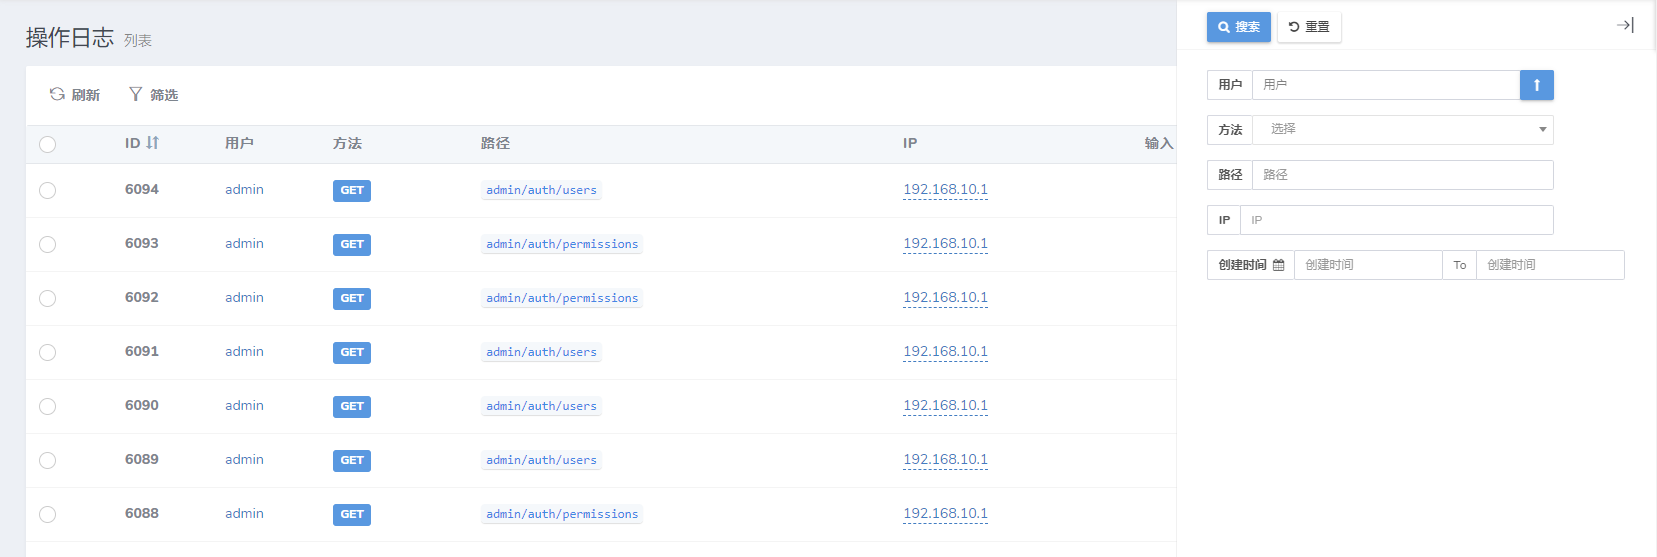 操作日志 列表
刷新 筛选
ID 用户 方法 路径 IP 输入
6094 admin GET admin/auth/users 192.168.10.1
6093 admin GET admin/auth/permissions 192.168.10.1
6092 admin GET admin/auth/permissions 192.168.10.1
6091 admin GET admin/auth/users 192.168.10.1
6090 admin GET admin/auth/users 192.168.10.1
6089 admin GET admin/auth/users 192.168.10.1
6088 admin GET admin/auth/permissions 192.168.10.1
搜索 重置
用户 用户
方法 选择
路径 路径
IP IP
创建时间 创建时间 To 创建时间